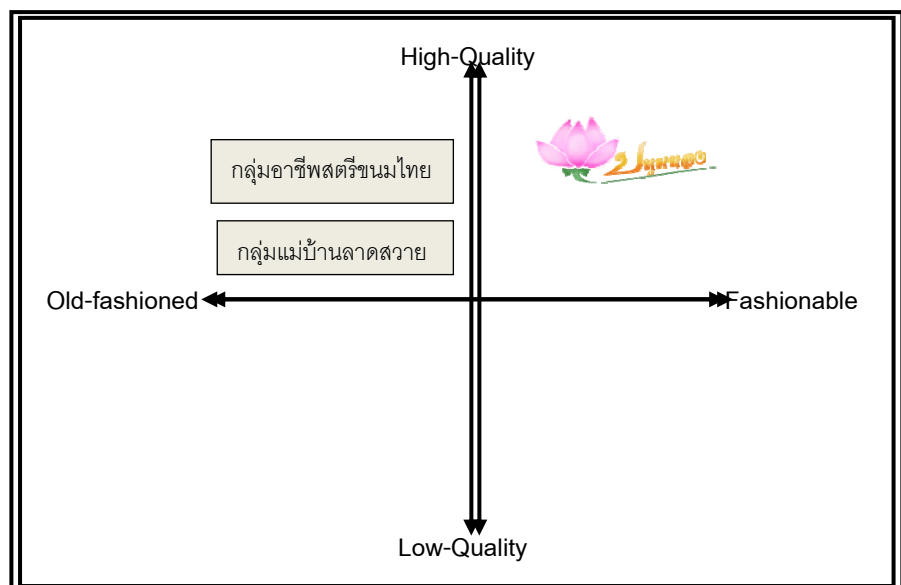 High-Quality
กลุ่มอาชีพสตรีขนมไทย
กลุ่มแม่บ้านลาดสวาย
Old-fashioned
Fashionable
Low-Quality